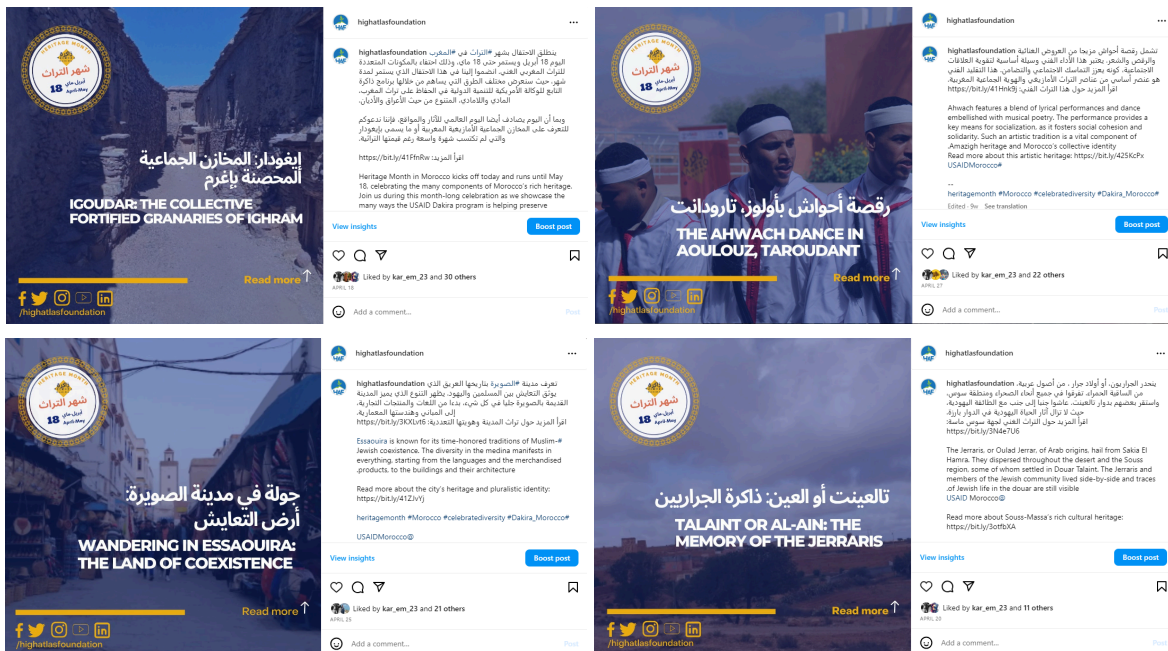 HERITAGE MONTH
شهر التراث
أبريل-ماي
18
April-May
إيغودار: المخازن الجماعية
المحصنة بإغرم
IGOUDAR: THE COLLECTIVE
FORTIFIED GRANARIES OF IGHRAM
Read more
/highatlasfoundation
highatlasfoundation
highatlasfoundation ينطلق الاحتفال بشهر #التراث في #المغرب
اليوم 18 أبريل ويستمر حتى 18 ماي، وذلك احتفاء بالمكونات المتعددة
للتراث المغربي الغني. انضموا إلينا في هذا الاحتفال الذي يستمر لمدة
شهر، حيث سنعرض مختلف الطرق التي يساهم من خلالها برنامج ذاكرة
التابع للوكالة الأمريكية للتنمية الدولية في الحفاظ على تراث المغرب،
المادي واللامادي، المتنوع من حيث الأعراق والأديان.
وبما أن اليوم يصادف أيضا اليوم العالمي للآثار والمواقع، فإننا ندعوكم
للتعرف على المخازن الجماعية الأمازيغية المغربية أو ما يسمى بإيغودار
والتي لم تكتسب شهرة واسعة رغم قيمتها التراثية.
اقرأ المزيد: https://bit.ly/41FfnRw
Heritage Month in Morocco kicks off today and runs until May
18, celebrating the many components of Morocco's rich heritage.
Join us during this month-long celebration as we showcase the
many ways the USAID Dakira program is helping preserve
View insights
Boost post
Liked by kar_em_23 and 30 others
APRIL 18
Add a comment...
Post
HERITAGE MONTH
شهر التراث
أبريل-ماي
18
April-May
رقصة أحواش بأولوز، تارودانت
THE AHWACH DANCE IN
AOULOUZ, TAROUDANT
Read more
/highatlasfoundation
highatlasfoundation
highatlasfoundation تشمل رقصة أحواش مزيجا من العروض الغنائية
والرقص والشعر. يعتبر هذا الأداء الفني وسيلة أساسية لتقوية العلاقات
الاجتماعية، كونه يعزز التماسك الاجتماعي والتضامن. هذا التقليد الفني
هو عنصر أساسي من عناصر التراث الأمازيغي والهوية الجماعية المغربية.
اقرأ المزيد حول هذا التراث الفني: https://bit.ly/41Hnk9j
Ahwach features a blend of lyrical performances and dance
embellished with musical poetry. The performance provides a
key means for socialization, as it fosters social cohesion and
solidarity. Such an artistic tradition is a vital component of
.Amazigh heritage and Morocco's collective identity
Read more about this artistic heritage: https://bit.ly/425KcPx
USAIDMorocco#
--
heritagemonth #Morocco #celebratediversity #Dakira_Morocco#
Edited · 9w See translation
View insights
Boost post
Liked by kar_em_23 and 22 others
APRIL 27
Add a comment...
Post
HERITAGE MONTH
شهر التراث
أبريل-ماي
18
April-May
جولة في مدينة الصويرة:
أرض التعايش
WANDERING IN ESSAOUIRA:
THE LAND OF COEXISTENCE
Read more
/highatlasfoundation
highatlasfoundation
highatlasfoundation تعرف مدينة #الصويرة بتاريخها العريق الذي
يوثق التعايش بين المسلمين واليهود. يظهر التنوع الذي يميز المدينة
القديمة بالصويرة جليا في كل شيء، بدءا من اللغات والمنتجات التجارية،
إلى المباني وهندستها المعمارية.
اقرأ المزيد حول تراث المدينة وهويتها التعددية: https://bit.ly/3KXLvt6
Essaouira is known for its time-honored traditions of Muslim-#
Jewish coexistence. The diversity in the medina manifests in
everything, starting from the languages and the merchandised
.products, to the buildings and their architecture
Read more about the city's heritage and pluralistic identity:
https://bit.ly/41ZJvYj
heritagemonth #Morocco #celebratediversity #Dakira_Morocco#
USAIDMorocco@
View insights
Boost post
Liked by kar_em_23 and 21 others
APRIL 25
Add a comment...
Post
HERITAGE MONTH
شهر التراث
أبريل-ماي
18
April-May
تالعينت أو العين: ذاكرة الجراريين
TALAINT OR AL-AIN: THE
MEMORY OF THE JERRARIS
Read more
/highatlasfoundation
highatlasfoundation
highatlasfoundation ينحدر الجراريون، أو أولاد جرار ، من أصول عربية،
من الساقية الحمراء. تفرقوا في جميع أنحاء الصحراء ومنطقة سوس،
واستقر بعضهم بدوار تالعينت. عاشوا جنبا إلى جنب مع الطائفة اليهودية،
حيث لا تزال آثار الحياة اليهودية في الدوار بارزة.
اقرأ المزيد حول التراث الغني لجهة سوس ماسة:
https://bit.ly/3N4e7U6
The Jerraris, or Oulad Jerrar, of Arab origins, hail from Sakia El
Hamra. They dispersed throughout the desert and the Souss
region, some of whom settled in Douar Talaint. The Jerraris and
members of the Jewish community lived side-by-side and traces
.of Jewish life in the douar are still visible
USAID Morocco@
Read more about Souss-Massa's rich cultural heritage:
https://bit.ly/3otfbXA
View insights
Boost post
Liked by kar_em_23 and 11 others
APRIL 20
Add a comment...
Post